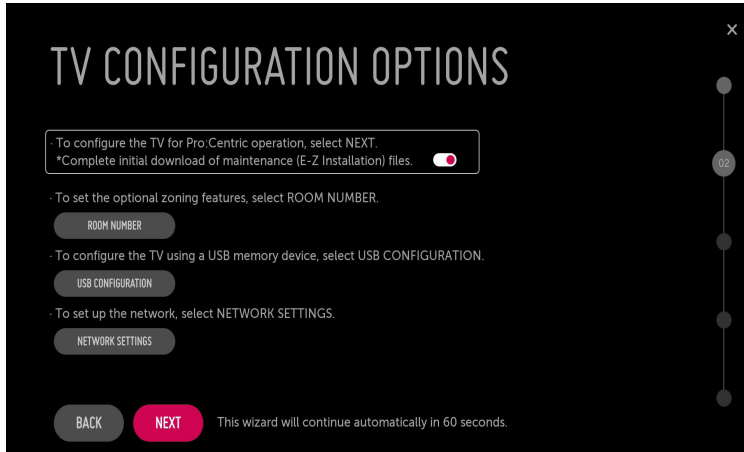 TV CONFIGURATION OPTIONS
· To configure the TV for Pro:Centric operation, select NEXT.
*Complete initial download of maintenance (E-Z Installation) files.
02
· To set the optional zoning features, select ROOM NUMBER.
ROOM NUMBER
· To configure the TV using a USB memory device, select USB CONFIGURATION.
USB CONFIGURATION
· To set up the network, select NETWORK SETTINGS.
NETWORK SETTINGS
BACK NEXT This wizard will continue automatically in 60 seconds.